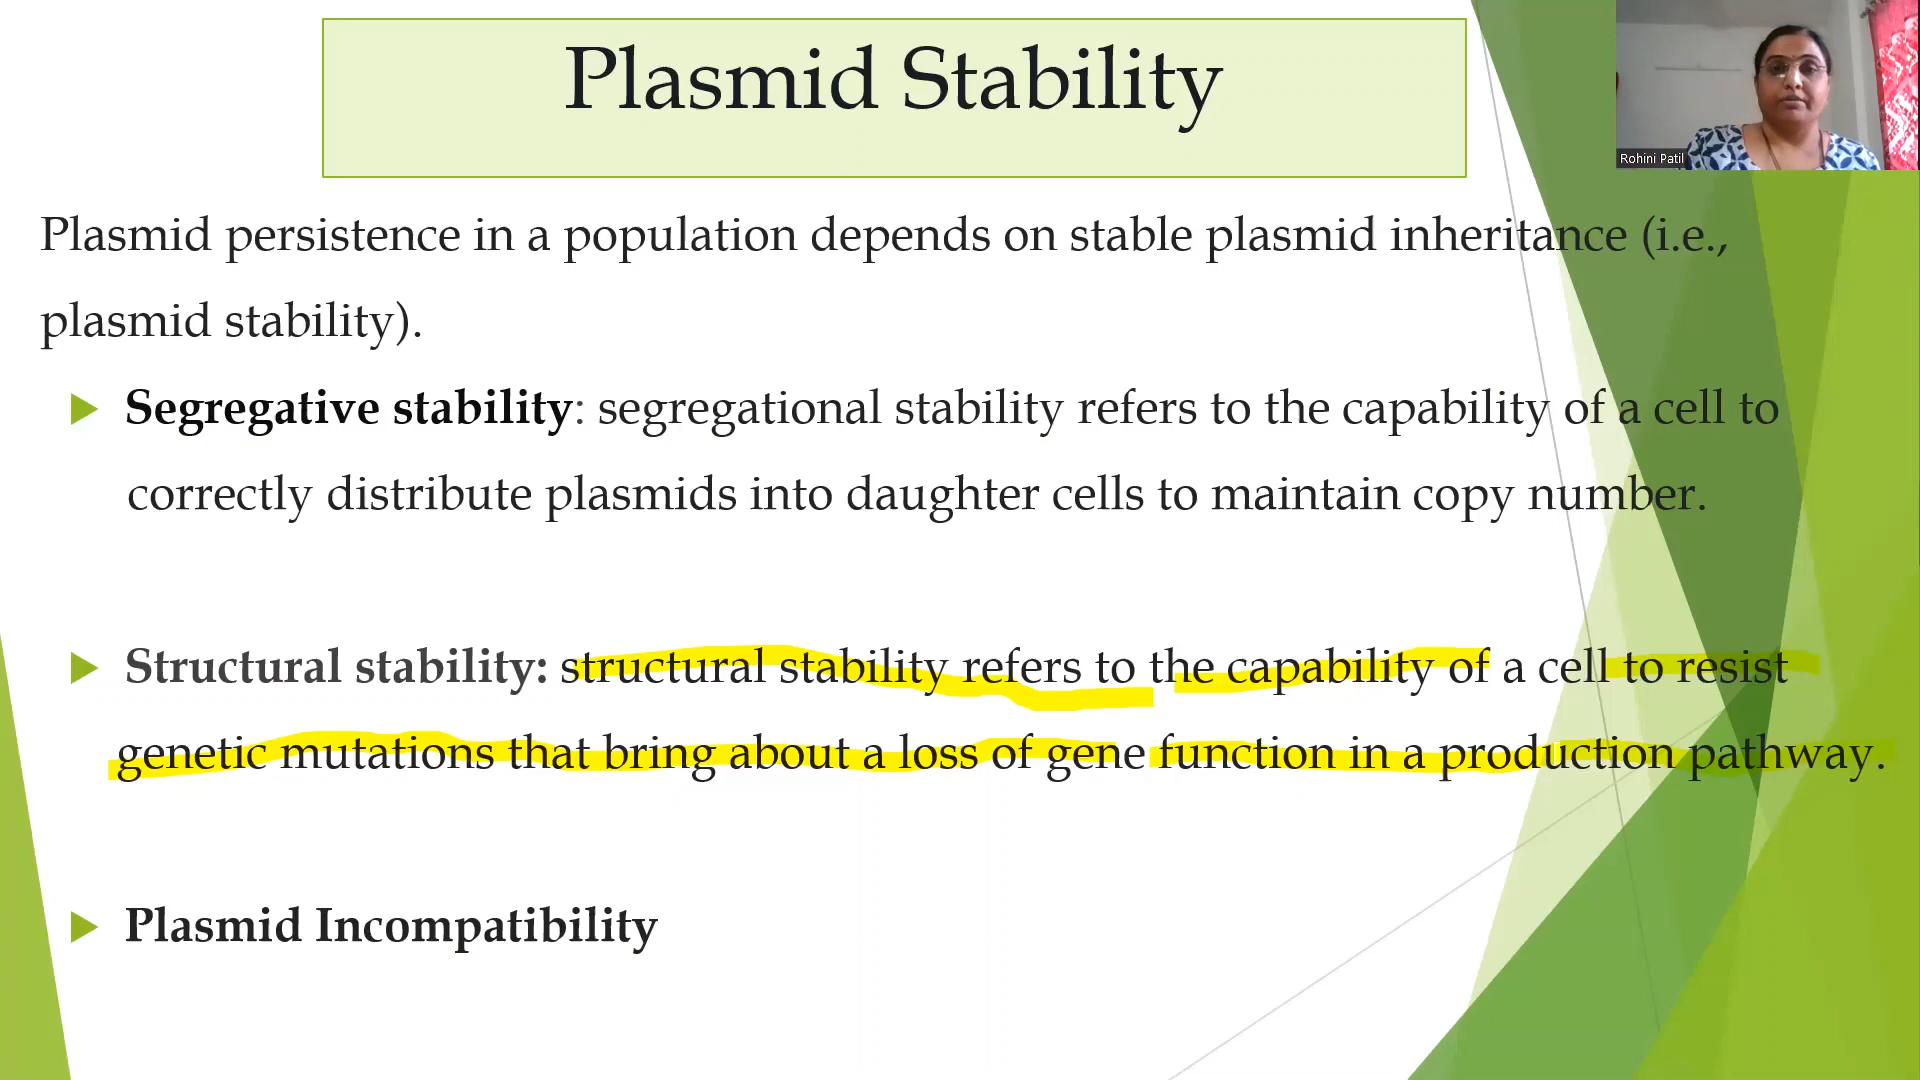 Plasmid Stability
Rohini Patil
Plasmid persistence in a population depends on stable plasmid inheritance (i.e.,
plasmid stability).
Segregative stability: segregational stability refers to the capability of a cell to
correctly distribute plasmids into daughter cells to maintain copy number.
Structural stability: structural stability refers to the capability of a cell to resist
genetic mutations that bring about a loss of gene function in a production pathway.
Plasmid Incompatibility